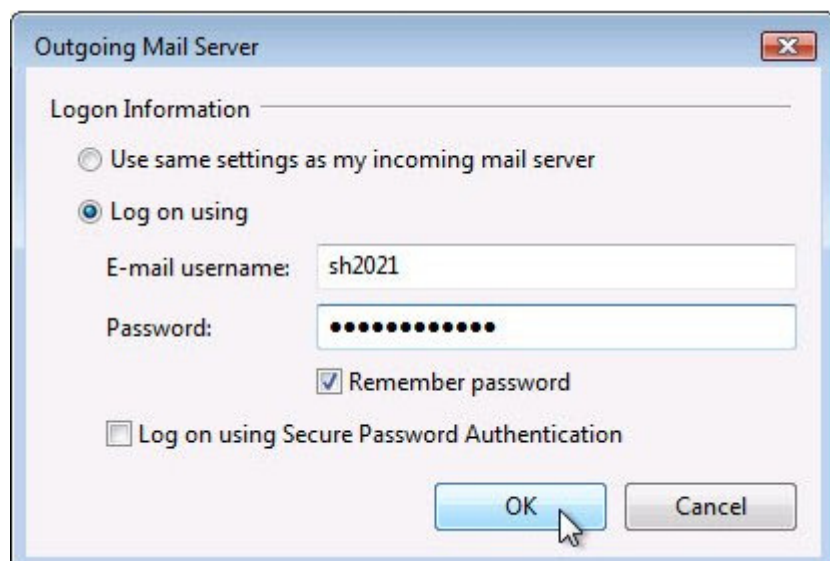 Outgoing Mail Server
Logon Information
Use same settings as my incoming mail server
Log on using
E-mail username: sh2021
Password: ••••••••••••
Remember password
Log on using Secure Password Authentication
OK Cancel